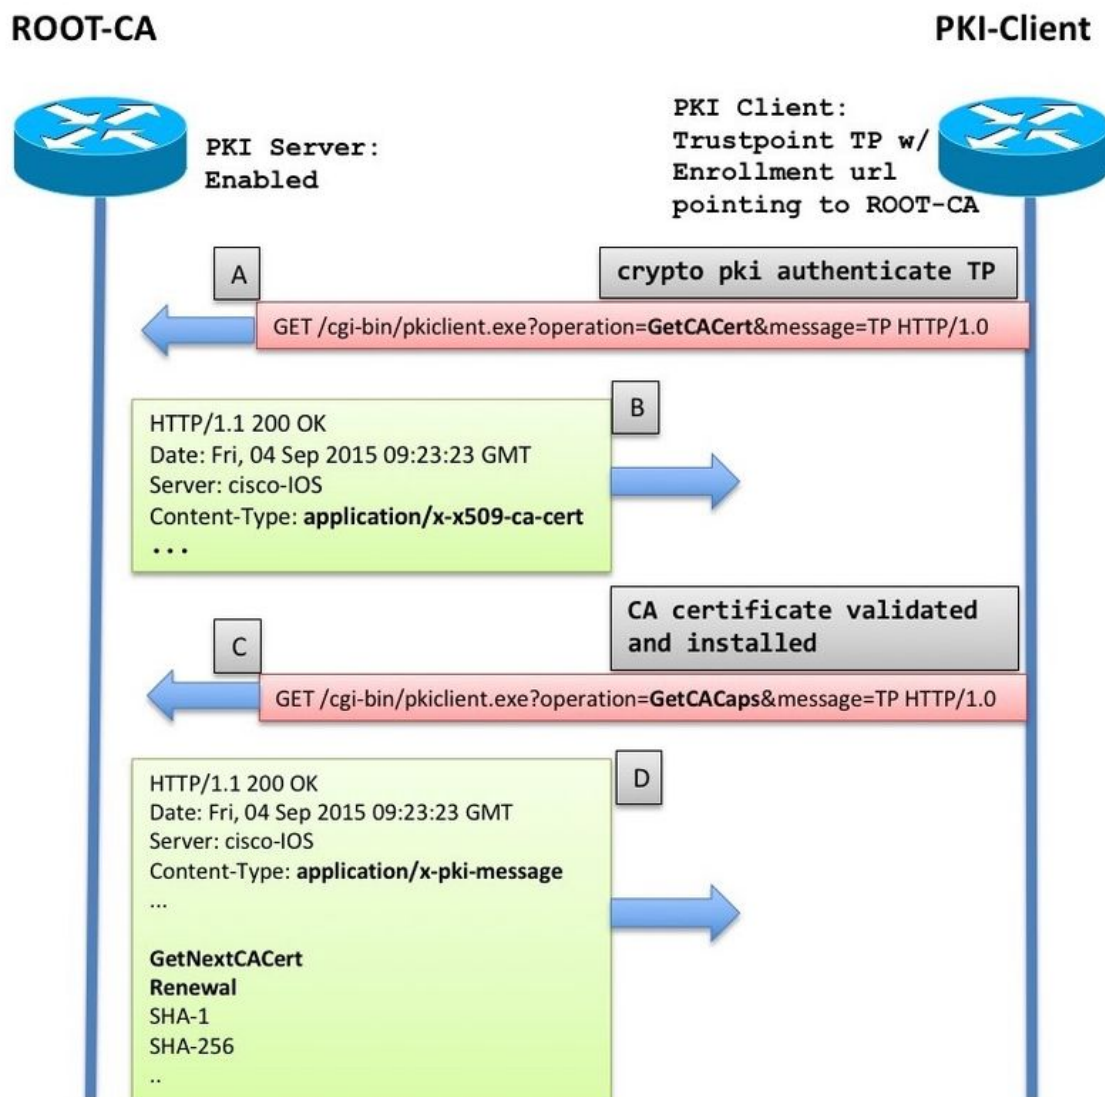 ROOT-CA
PKI-Client
PKI Server:
Enabled
PKI Client:
Trustpoint TP w/
Enrollment url
pointing to ROOT-CA
A
crypto pki authenticate TP
GET /cgi-bin/pkiclient.exe?operation=GetCACert&message=TP HTTP/1.0
B
HTTP/1.1 200 OK
Date: Fri, 04 Sep 2015 09:23:23 GMT
Server: cisco-IOS
Content-Type: application/x-x509-ca-cert
...
CA certificate validated
and installed
C
GET /cgi-bin/pkiclient.exe?operation=GetCACaps&message=TP HTTP/1.0
D
HTTP/1.1 200 OK
Date: Fri, 04 Sep 2015 09:23:23 GMT
Server: cisco-IOS
Content-Type: application/x-pki-message
...
GetNextCACert
Renewal
SHA-1
SHA-256
..